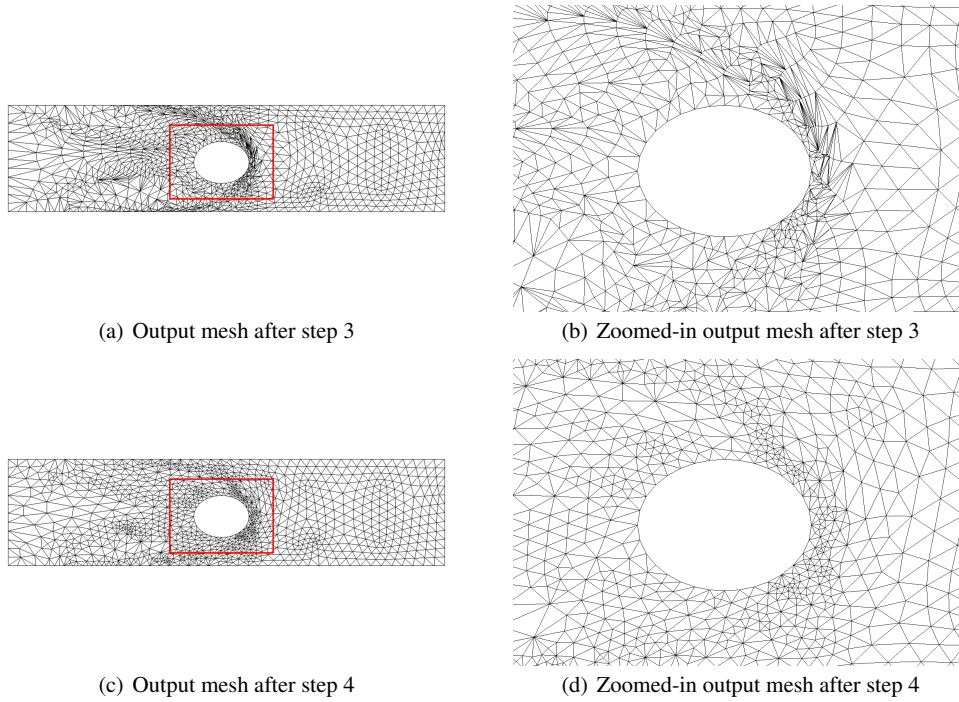 (a) Output mesh after step 3
(b) Zoomed-in output mesh after step 3
(c) Output mesh after step 4
(d) Zoomed-in output mesh after step 4